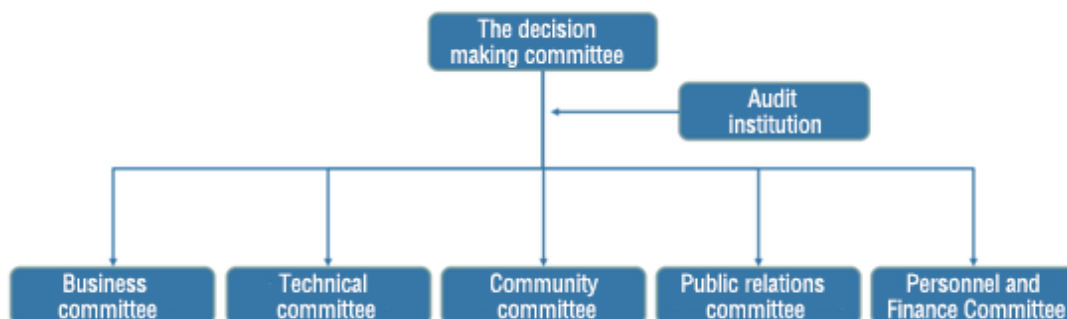 The decision
making committee
Audit
institution
Business
committee
Technical
committee
Community
committee
Public relations
committee
Personnel and
Finance Committee